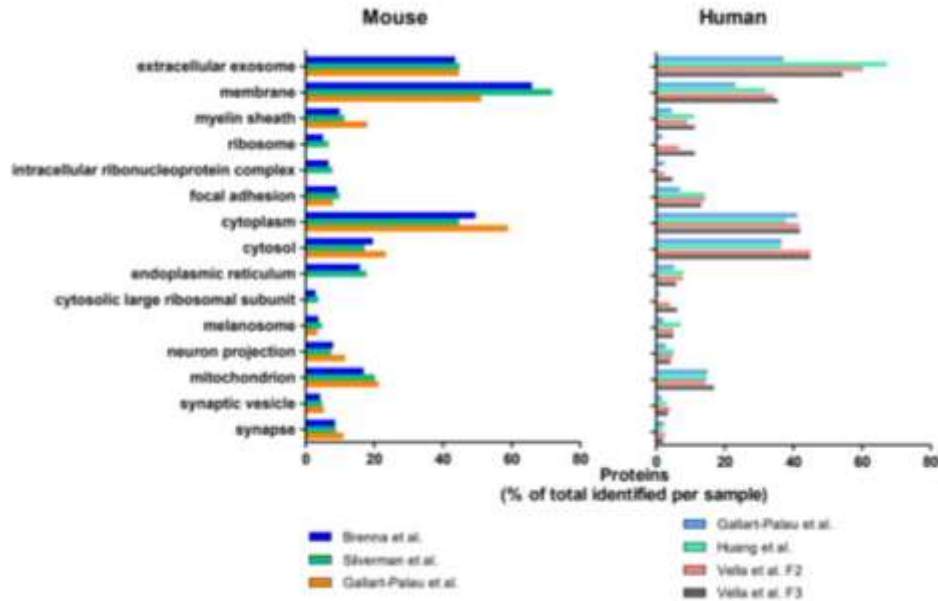 Mouse
Human
extracellular exosome
membrane
myelin sheath
ribosome
intracellular ribonucleoprotein complex
focal adhesion
cytoplasm
cytosol
endoplasmic reticulum
cytosolic large ribosomal subunit
melanosome
neuron projection
mitochondrion
synaptic vesicle
synapse
0 20 40 60 80
0 20 40 60 80
Proteins
(% of total identified per sample)
Brenna et al.
Silverman et al.
Gallart-Palau et al.
Gallart-Palau et al.
Huang et al.
Vella et al. F2
Vella et al. F3